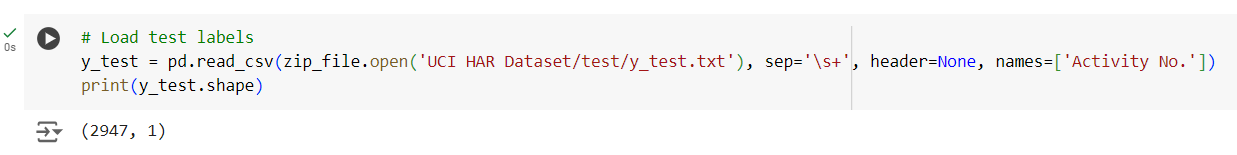 # Load test labels
y_test = pd.read_csv(zip_file.open('UCI HAR Dataset/test/y_test.txt'), sep='\s+', header=None, names=['Activity No.'])
0s
print(y_test.shape)
(2947, 1)